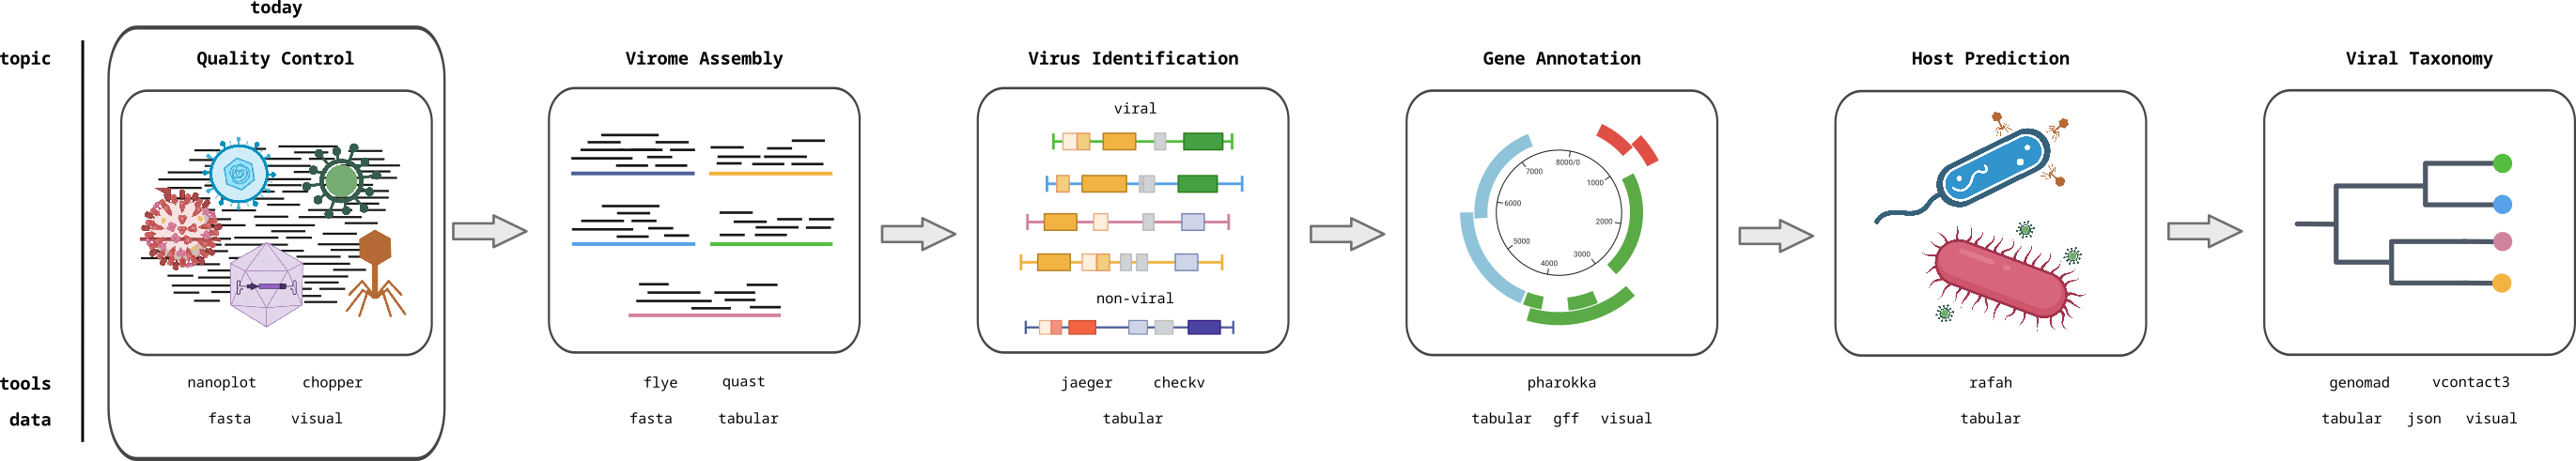 today
topic
Quality Control
Virome Assembly
Virus Identification
Gene Annotation
Host Prediction
Viral Taxonomy
viral
non-viral
8000/0
1000
2000
3000
4000
5000
6000
7000
tools
nanoplot chopper
flye quast
jaeger checkv
pharokka
rafah
genomad vcontact3
data
fasta visual
fasta tabular
tabular
tabular gff visual
tabular
tabular json visual